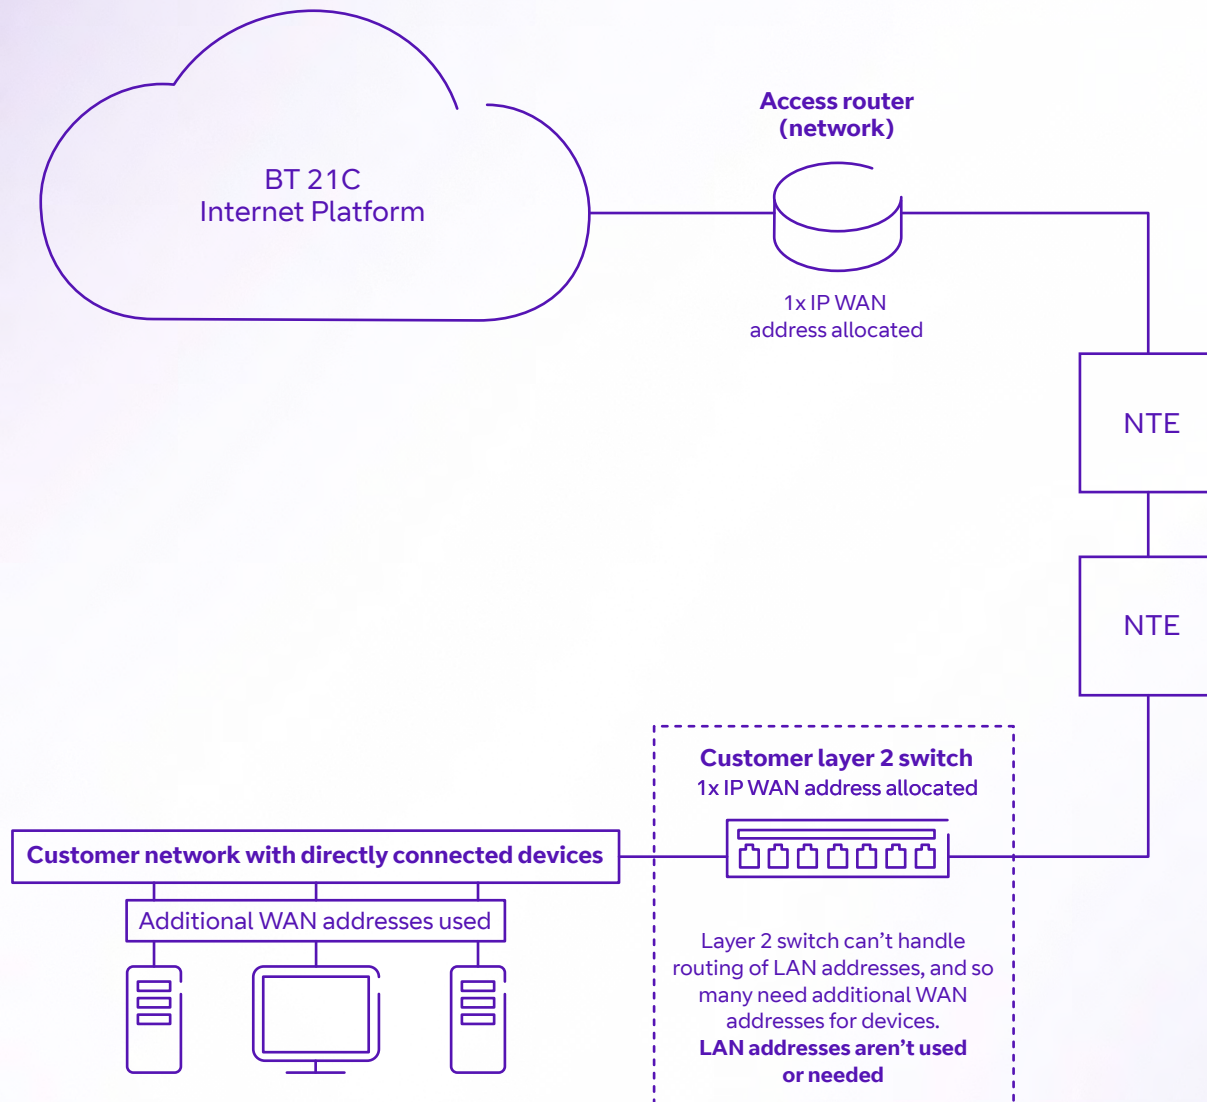 BT 21C
Internet Platform
Access router
(network)
1x IP WAN
address allocated
NTE
NTE
Customer layer 2 switch
1x IP WAN address allocated
Customer network with directly connected devices
Additional WAN addresses used
Layer 2 switch can’t handle
routing of LAN addresses, and so
many need additional WAN
addresses for devices.
LAN addresses aren’t used
or needed